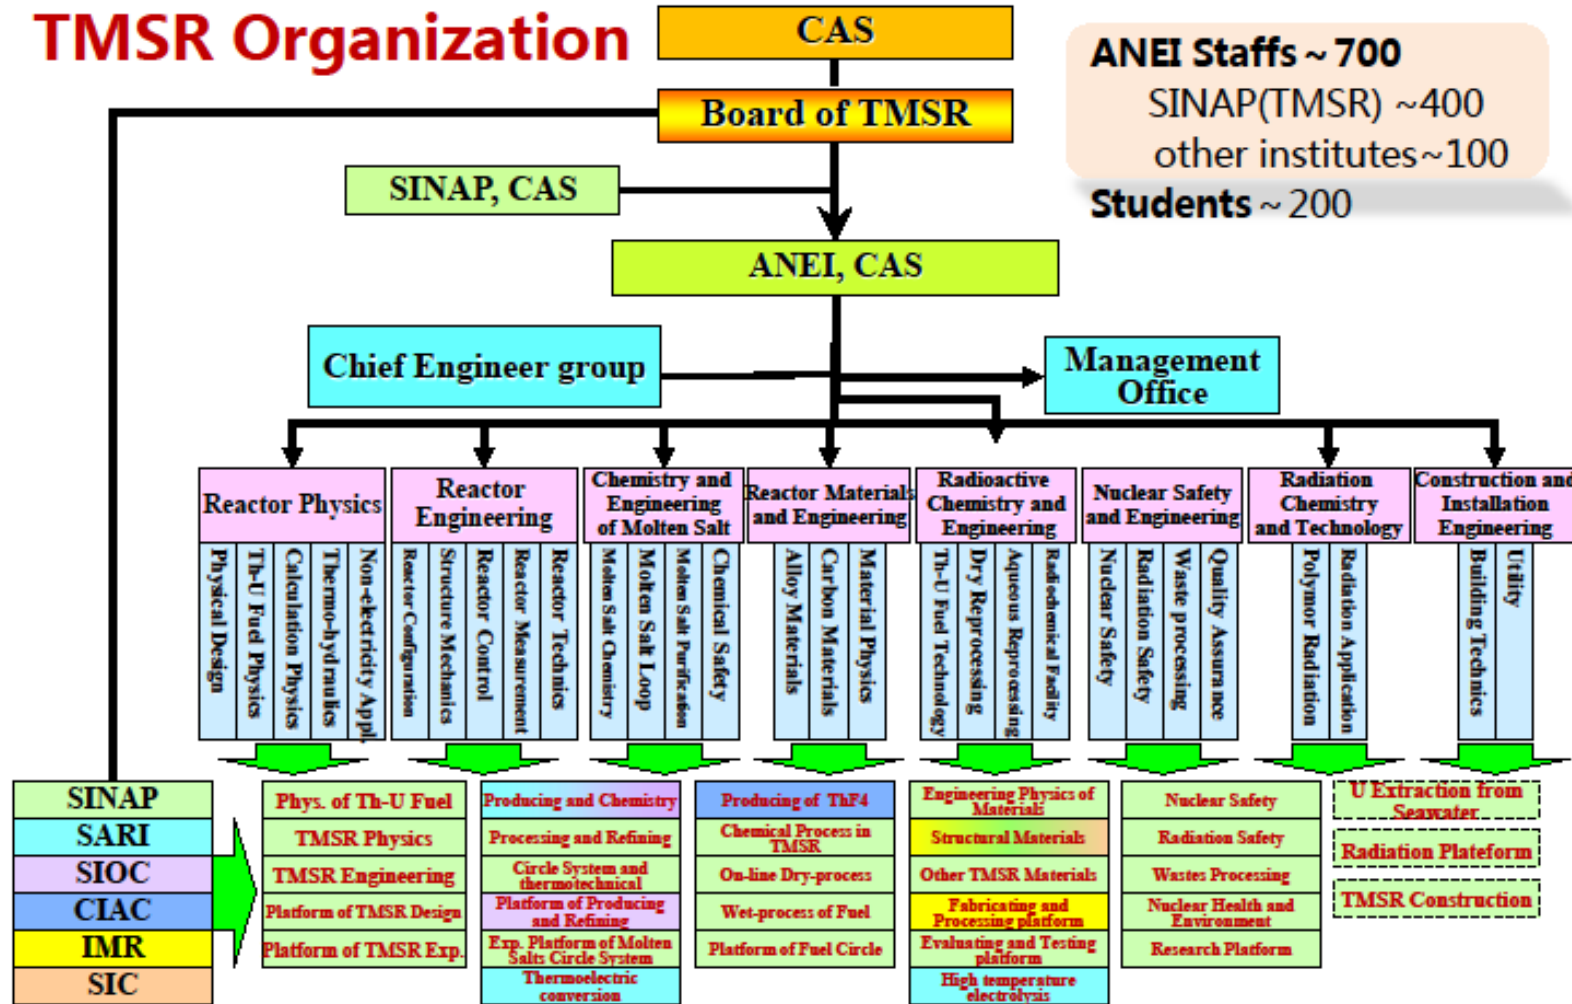 TMSR Organization
CAS
Board of TMSR
SINAP, CAS
ANEI, CAS
ANEI Staffs ~ 700
SINAP(TMSR) ~400
other institutes~100
Students ~ 200
Chief Engineer group
Management
Office
Reactor Physics
Physical Design
Th-U Fuel Physics
Calculation Physics
Thermo-hydraulics
Non-electricity Appl.
Reactor
Engineering
Reactor Configuration
Structure Mechanics
Reactor Control
Reactor Measurement
Reactor Technics
Chemistry and
Engineering
of Molten Salt
Molten Salt Chemistry
Molten Salt Loop
Molten Salt Purification
Chemical Safety
Reactor Materials
and Engineering
Alloy Materials
Carbon Materials
Material Physics
Radioactive
Chemistry and
Engineering
Th-U Fuel Technology
Dry Reprocessing
Aqueous Reprocessing
Radiochemical Facility
Nuclear Safety
and Engineering
Nuclear Safety
Radiation Safety
Waste processing
Quality Assurance
Radiation
Chemistry
and Technology
Polymor Radiation
Radiation Application
Construction and
Installation
Engineering
Building Technics
Utility
SINAP
SARI
SIOC
CIAC
IMR
SIC
Phys. of Th-U Fuel
TMSR Physics
TMSR Engineering
Platform of TMSR Design
Platform of TMSR Exp.
Producing and Chemistry
Processing and Refining
Circle System and
thermotechnical
Platform of Producing
and Refining
Exp. Platform of Molten
Salts Circle System
Thermoelectric
conversion
Producing of ThF4
Chemical Process in
TMSR
On-line Dry-process
Wet-process of Fuel
Platform of Fuel Circle
Engineering Physics of
Materials
Structural Materials
Other TMSR Materials
Fabricating and
Processing platform
Evaluating and Testing
platform
High temperature
electrolysis
Nuclear Safety
Radiation Safety
Wastes Processing
Nuclear Health and
Environment
Research Platform
U Extraction from
Seawater
Radiation Plateform
TMSR Construction